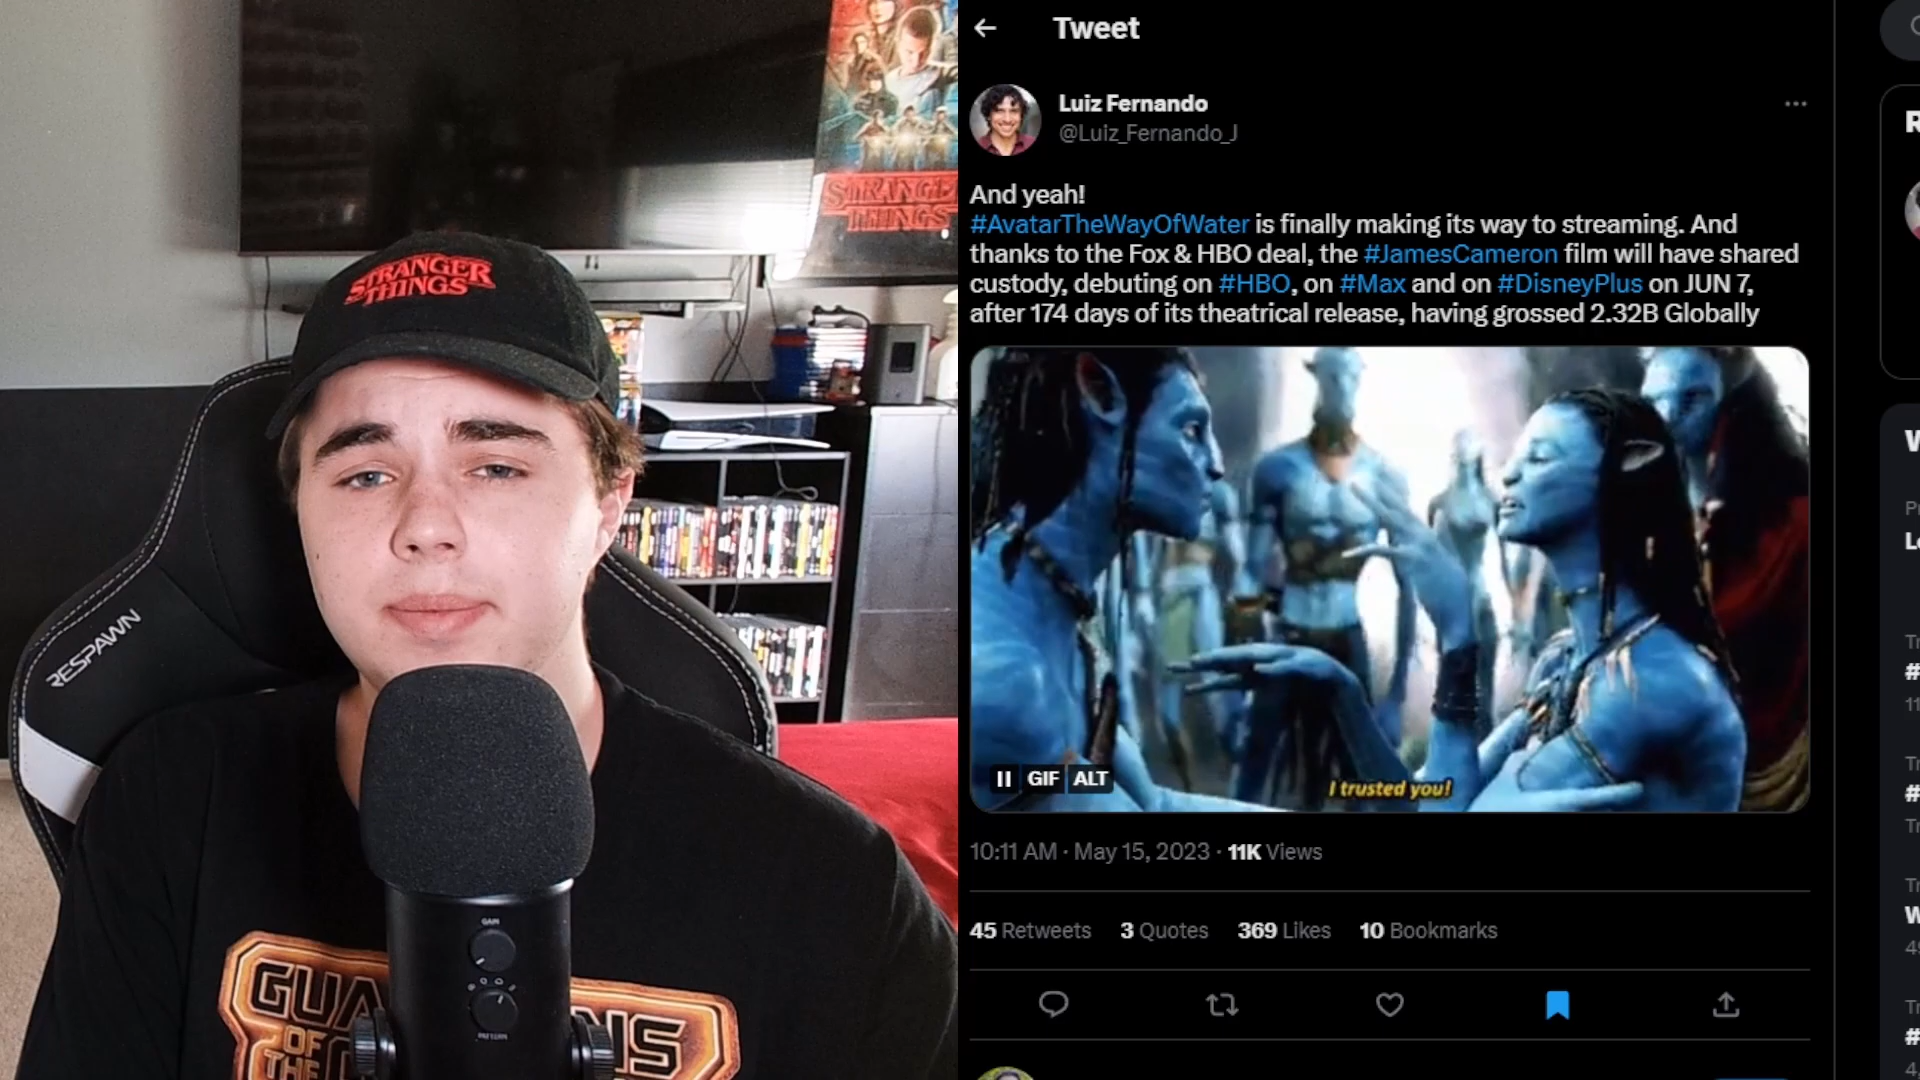 STRANGER
THINGS
STRANGER
THINGS
RESPAWN
GAIN
PATTERN
OF
THE
Tweet
Luiz Fernando
@Luiz_Fernando_J
And yeah!
#AvatarTheWayOfWater is finally making its way to streaming. And
thanks to the Fox & HBO deal, the #JamesCameron film will have shared
custody, debuting on #HBO, on #Max and on #DisneyPlus on JUN 7,
after 174 days of its theatrical release, having grossed 2.32B Globally
I trusted you!
GIF ALT
10:11 AM · May 15, 2023 · 11K Views
45 Retweets 3 Quotes 369 Likes 10 Bookmarks